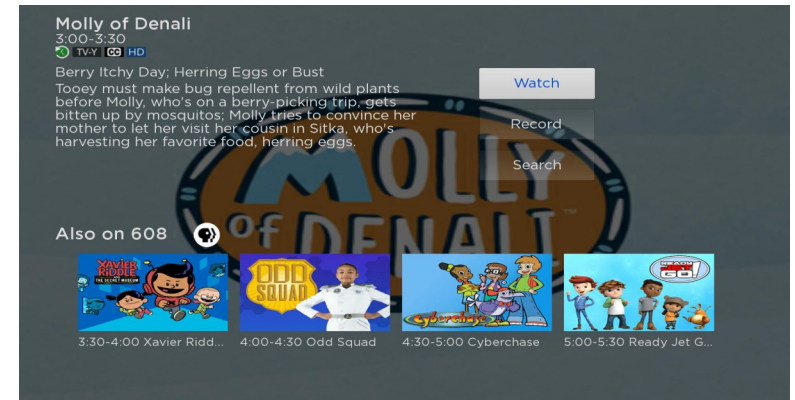 Molly of Denali
3:00-3:30
TV-Y CC HD
Berry Itchy Day; Herring Eggs or Bust
Tooey must make bug repellent from wild plants
before Molly, who's on a berry-picking trip, gets
bitten up by mosquitos; Molly tries to convince her
mother to let her visit her cousin in Sitka, who's
harvesting her favorite food, herring eggs.
Watch
Record
Search
MOLLY
OF DENALI
TM
Also on 608
XAVIER
RIDDLE
THE SECRET MUSEUM
ODD
SQUAD
Cyberchase
READY
JET
GO!
3:30-4:00 Xavier Ridd...
4:00-4:30 Odd Squad
4:30-5:00 Cyberchase
5:00-5:30 Ready Jet G...